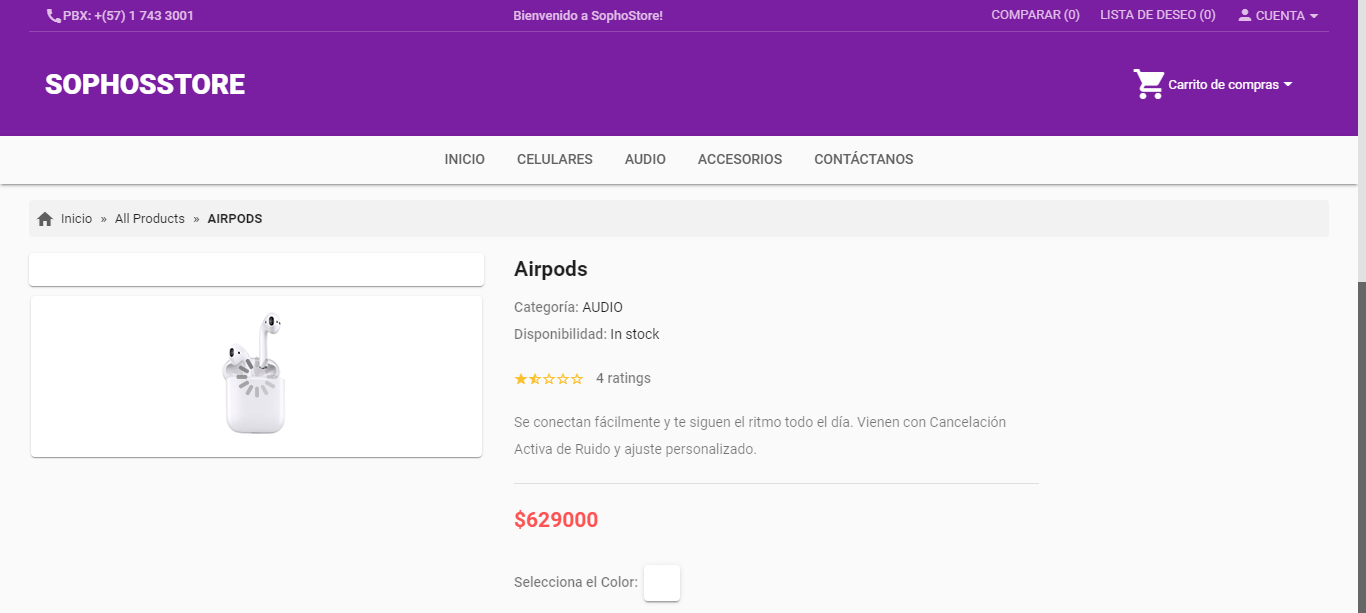 PBX: +(57) 1 743 3001
Bienvenido a SophoStore!
COMPARAR (0)
LISTA DE DESEO (0)
CUENTA
SOPHOSSTORE
Carrito de compras
INICIO
CELULARES
AUDIO
ACCESORIOS
CONTÁCTANOS
Inicio » All Products » AIRPODS
Airpods
Categoría: AUDIO
Disponibilidad: In stock
4 ratings
Se conectan fácilmente y te siguen el ritmo todo el día. Vienen con Cancelación
Activa de Ruido y ajuste personalizado.
$629000
Selecciona el Color: